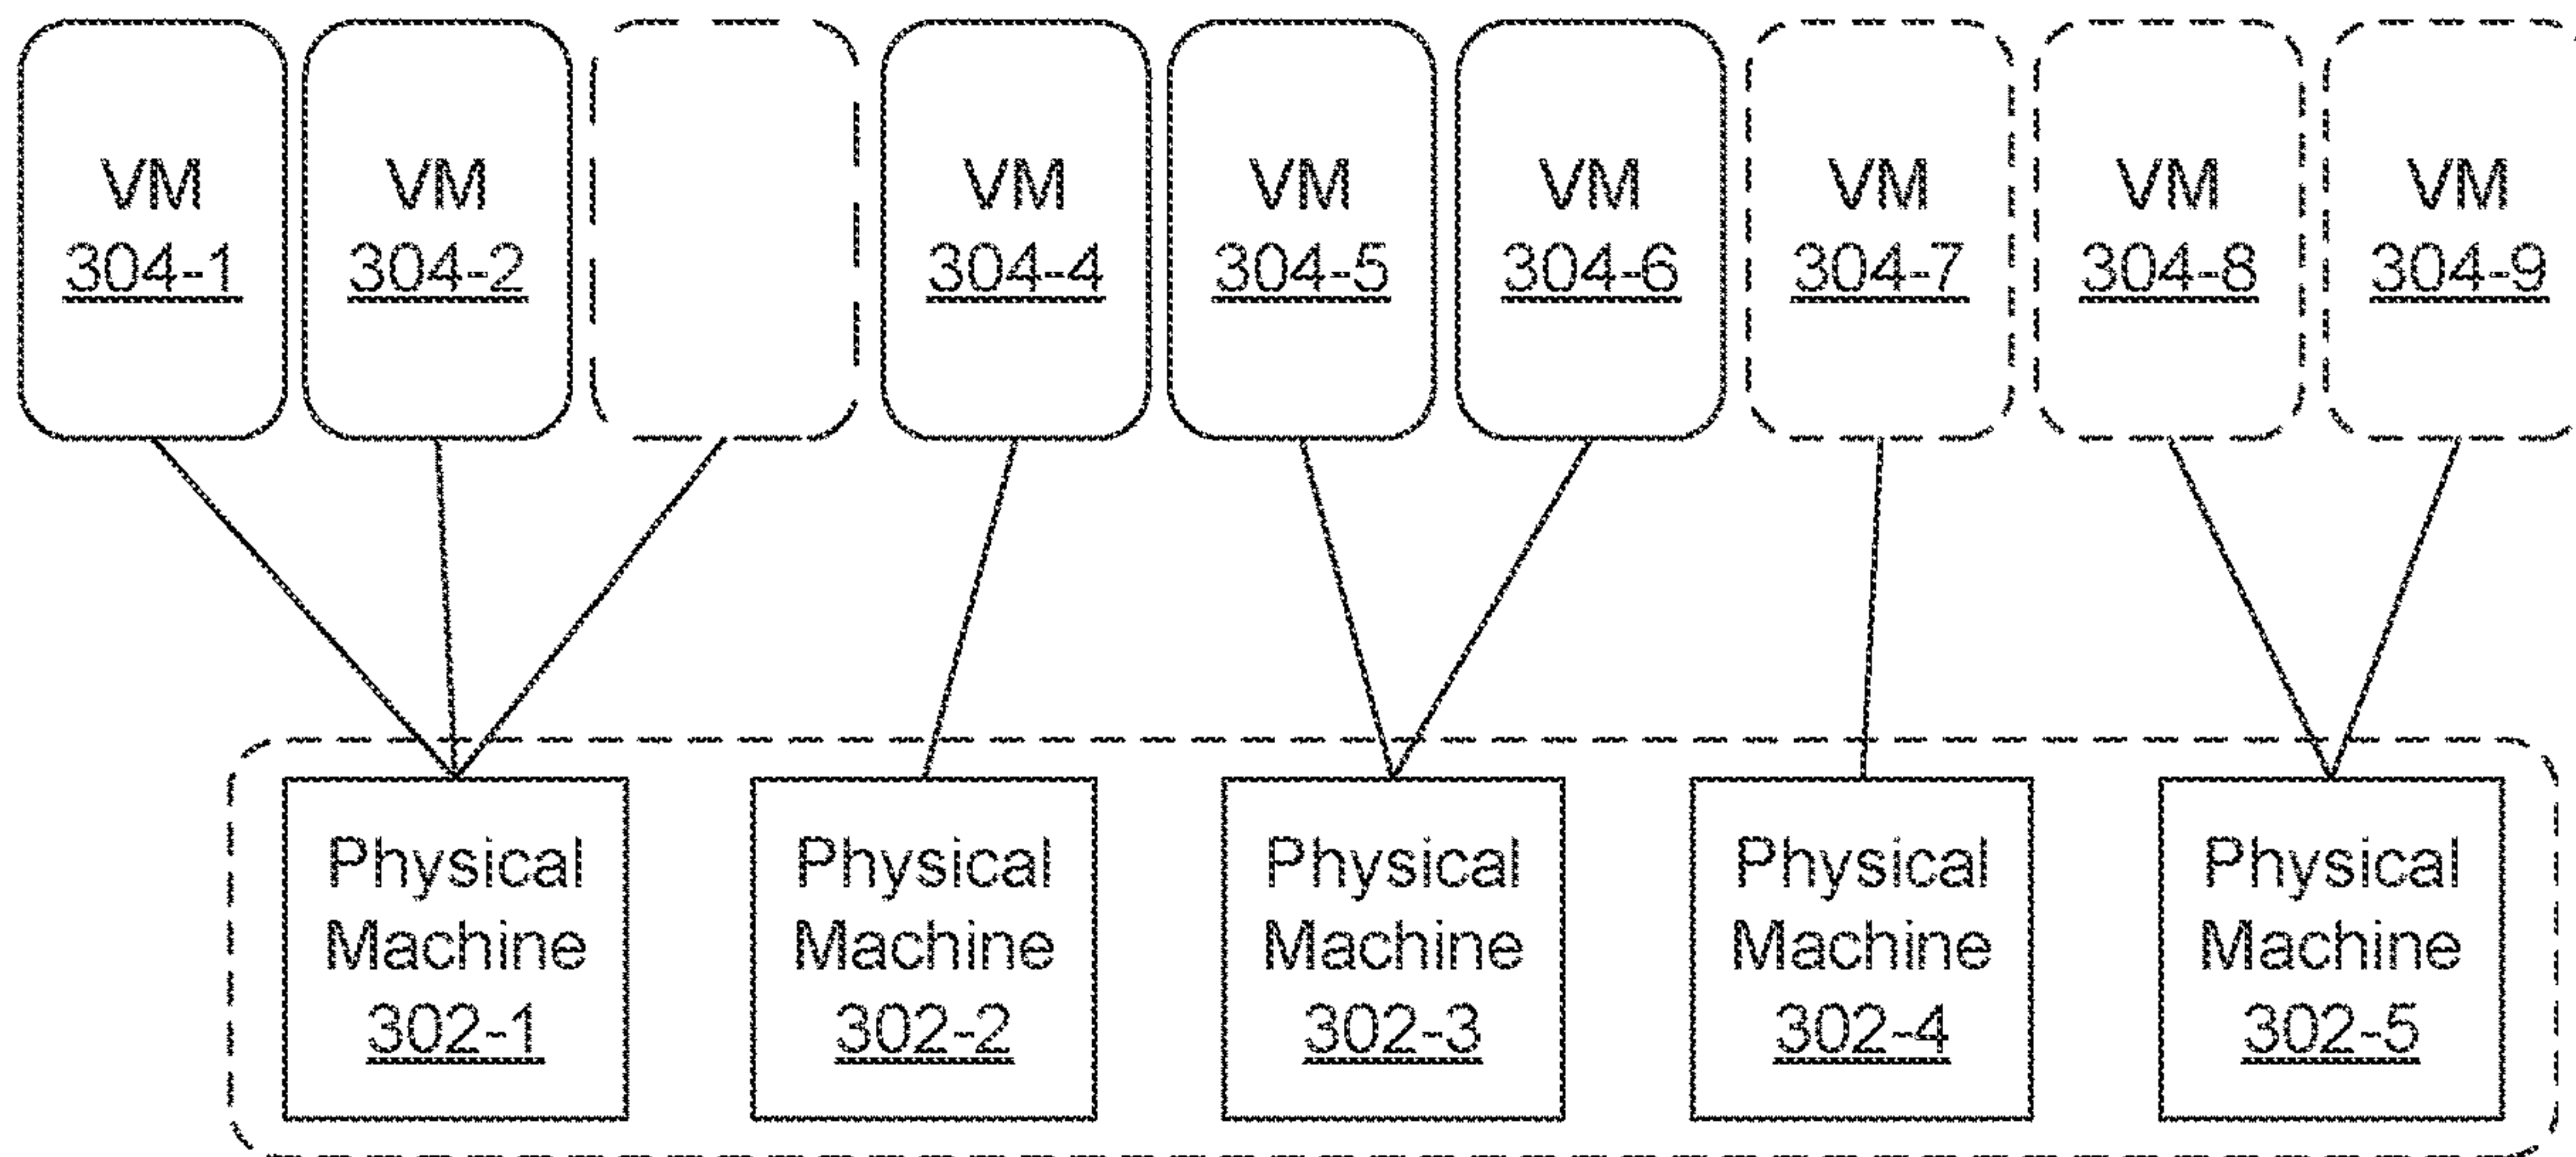 VM
304-1
VM
304-2
VM
304-4
VM
304-5
VM
304-6
VM
304-7
VM
304-8
VM
304-9
Physical
Machine
302-1
Physical
Machine
302-2
Physical
Machine
302-3
Physical
Machine
302-4
Physical
Machine
302-5